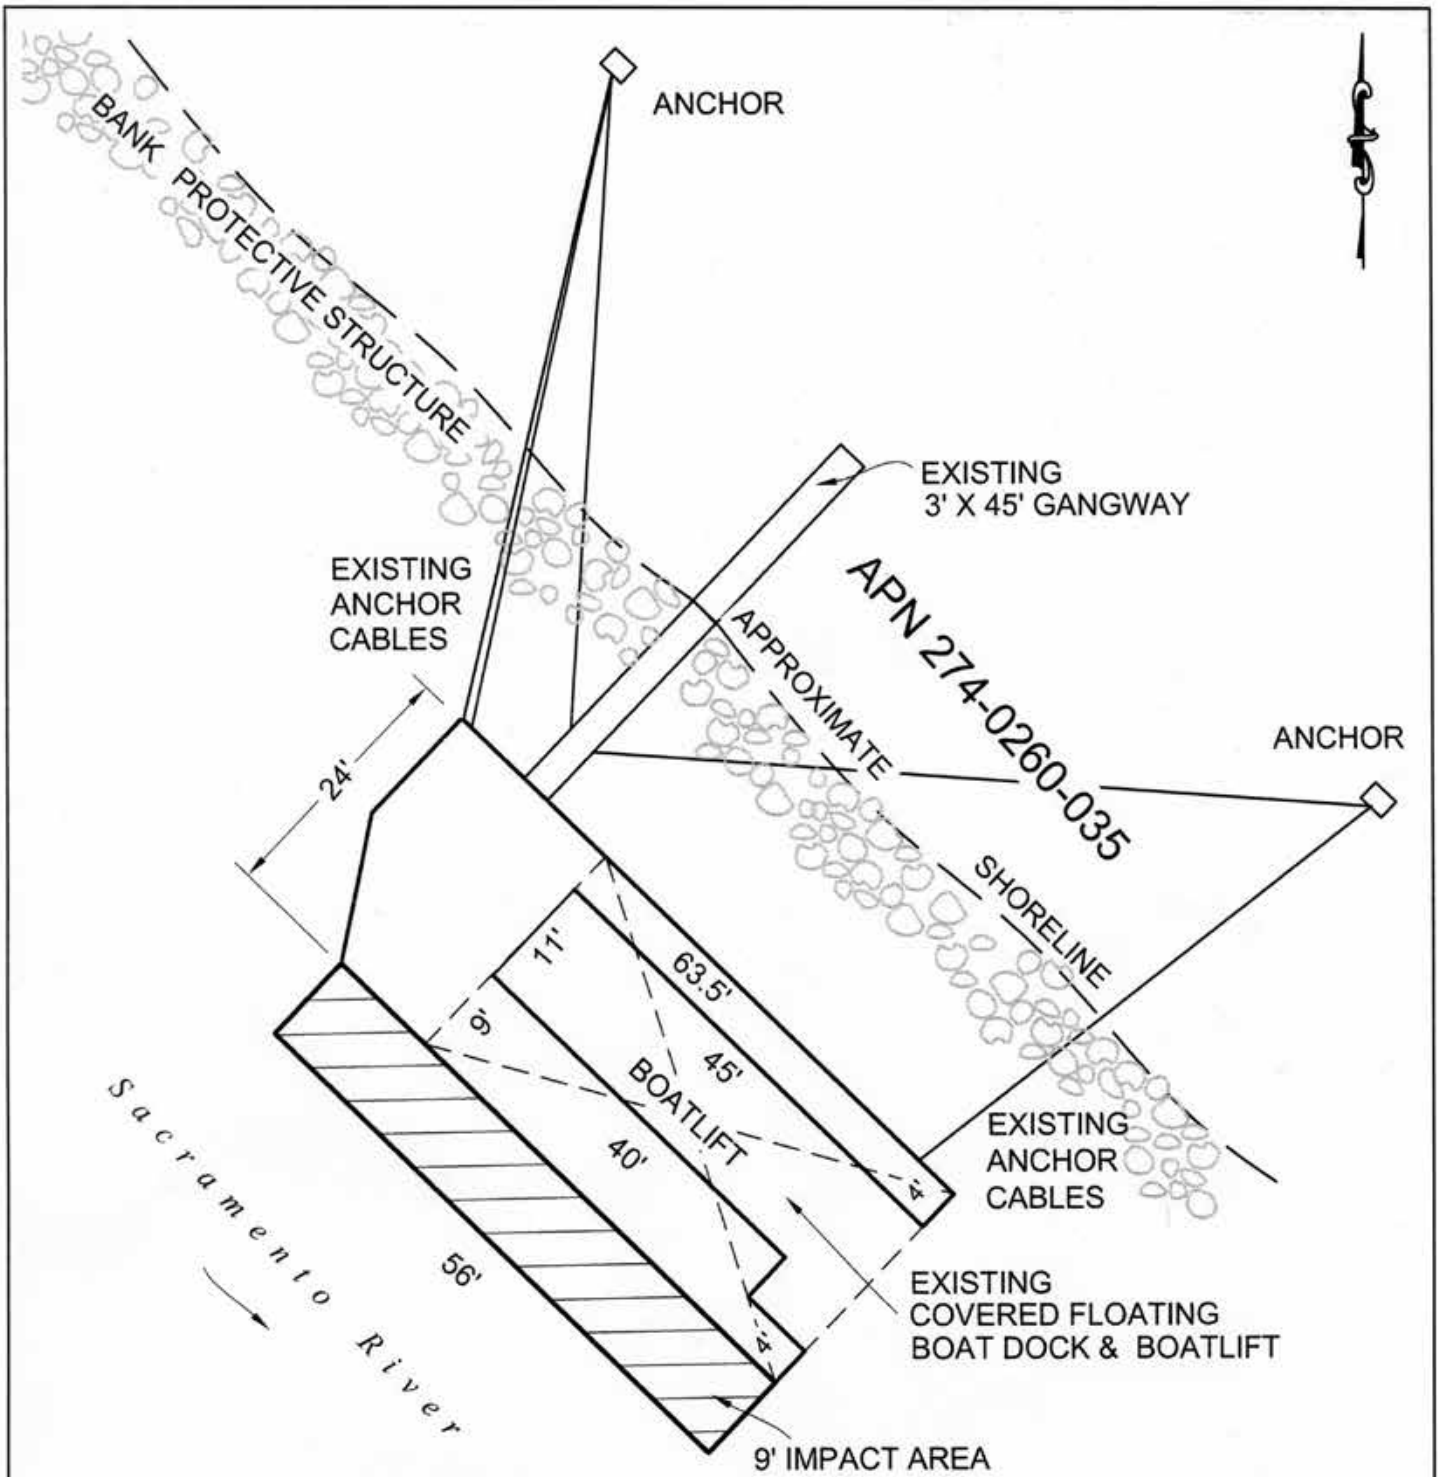 ANCHOR
BANK PROTECTIVE STRUCTURE
EXISTING
3' X 45' GANGWAY
EXISTING
ANCHOR
CABLES
APN 274-0260-035
APPROXIMATE SHORELINE
ANCHOR
24'
11'
63.5'
9'
45'
BOATLIFT
40'
4'
EXISTING
ANCHOR
CABLES
Sacramento River
56'
EXISTING
COVERED FLOATING
BOAT DOCK & BOATLIFT
4'
9' IMPACT AREA